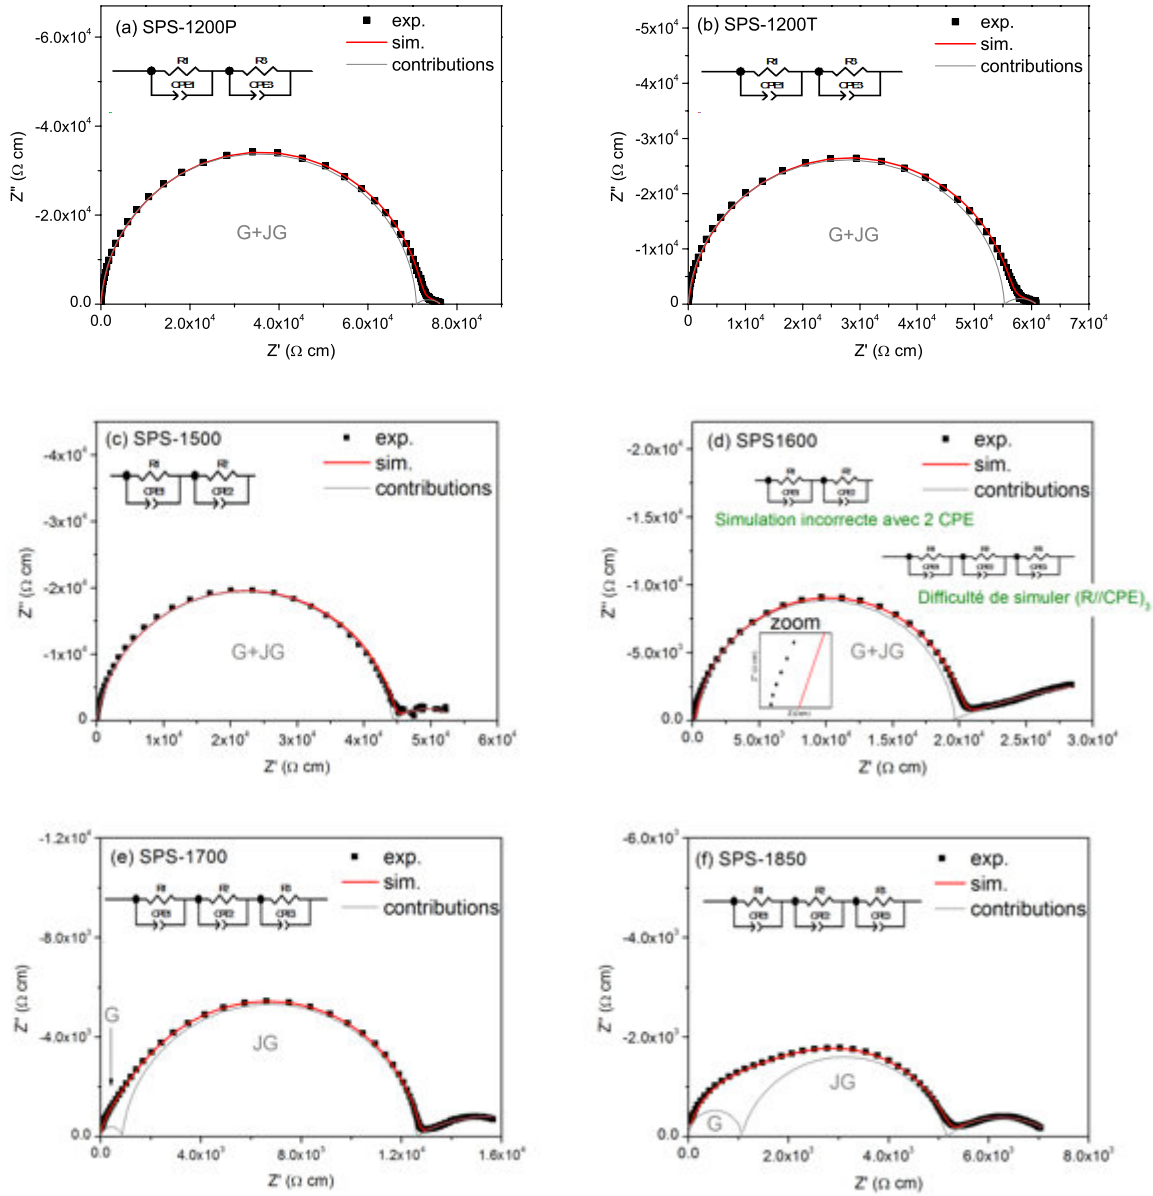 (a) SPS-1200P
exp.
sim.
contributions
R1
R3
CPE1
CPE3
G+JG
Z'' (Ω cm)
-6.0x10⁴
-4.0x10⁴
-2.0x10⁴
0.0
0.0
2.0x10⁴
4.0x10⁴
6.0x10⁴
8.0x10⁴
Z' (Ω cm)
(b) SPS-1200T
exp.
sim.
contributions
R1
R3
CPE1
CPE3
G+JG
Z'' (Ω cm)
-5x10⁴
-4x10⁴
-3x10⁴
-2x10⁴
-1x10⁴
0.0
0
1x10⁴
2x10⁴
3x10⁴
4x10⁴
5x10⁴
6x10⁴
7x10⁴
Z' (Ω cm)
(c) SPS-1500
exp.
sim.
contributions
R1
R2
CPE1
CPE2
G+JG
Z'' (Ω cm)
-4x10⁴
-3x10⁴
-2x10⁴
-1x10⁴
0
0
1x10⁴
2x10⁴
3x10⁴
4x10⁴
5x10⁴
6x10⁴
Z' (Ω cm)
(d) SPS1600
exp.
sim.
contributions
R1
R2
CPE1
CPE2
Simulation incorrecte avec 2 CPE
Difficulté de simuler (R//CPE)₃
zoom
G+JG
Z'' (Ω cm)
-2.0x10⁴
-1.5x10⁴
-1.0x10⁴
-5.0x10³
0.0
0.0
5.0x10³
1.0x10⁴
1.5x10⁴
2.0x10⁴
2.5x10⁴
3.0x10⁴
Z' (Ω cm)
(e) SPS-1700
exp.
sim.
contributions
R1
R2
R3
CPE1
CPE2
CPE3
G
JG
Z'' (Ω cm)
-1.2x10⁴
-8.0x10³
-4.0x10³
0.0
0.0
4.0x10³
8.0x10³
1.2x10⁴
1.6x10⁴
Z' (Ω cm)
(f) SPS-1850
exp.
sim.
contributions
R1
R2
R3
CPE1
CPE2
CPE3
G
JG
Z'' (Ω cm)
-6.0x10³
-4.0x10³
-2.0x10³
0.0
0.0
2.0x10³
4.0x10³
6.0x10³
8.0x10³
Z' (Ω cm)